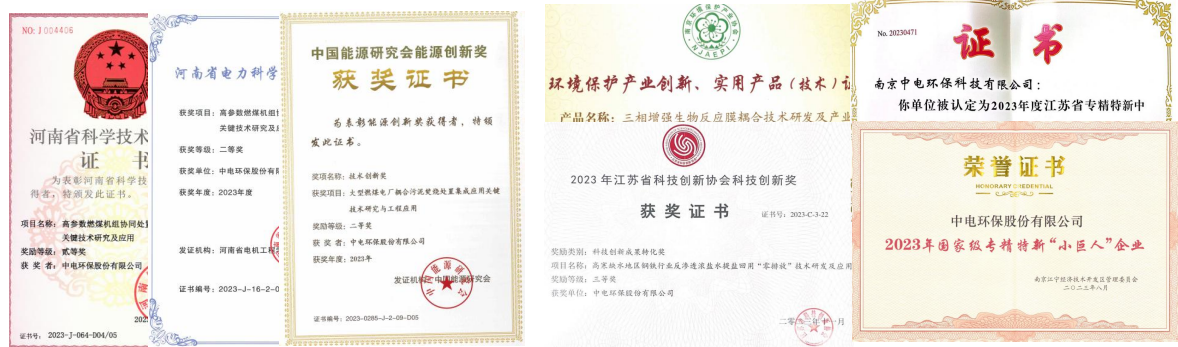 NO: J 004406
河南省科学技术
证 书
为表彰河南省科学技
得者，特颁发此证书。
项目名称：高参数燃煤机组协同处置
关键技术研究及应用
奖励等级：贰等奖
获 奖 者：中电环保股份有限公司
证书号： 2023-J-064-D04/05
河南省电力科学
获奖项目：高参数燃煤机组
关键技术研究及
获奖等级：二等奖
获奖单位：中电环保股份有
获奖年度：2023年度
发证机构：河南省电机工程
证书编号：2023-J-16-2-0
中国能源研究会能源创新奖
获奖证书
为表彰能源创新奖获得者，特颁
发此证书。
奖项名称：技术创新奖
获奖项目：大型燃煤电厂耦合污泥焚烧处置集成应用关键
技术研究与工程应用
奖励等级：二等奖
获 奖 者：中电环保股份有限公司
获奖年度：2023年
发证机构：中国能源研究会
证书编号：2023-0285-J-2-09-D05
南京环境保护产业协会
NJAEPI
环境保护产业创新、实用产品（技术）证
产品名称：三相增强生物反应膜耦合技术研发及产业
2023 年江苏省科技创新协会科技创新奖
获 奖 证 书
证书号：2023-C-3-22
奖励类别：科技创新成果转化奖
项目名称：高寒缺水地区钢铁行业反渗透浓盐水提盐回用“零排放”技术研发及应用
奖励等级：三等奖
获奖单位：中电环保股份有限公司
No. 20230471
证 书
南京中电环保科技有限公司：
你单位被认定为2023年度江苏省专精特新中
荣誉证书
HONORARY CREDENTIAL
中电环保股份有限公司
2023年国家级专精特新“小巨人”企业
南京江宁经济技术开发区管理委员会
二〇二三年八月